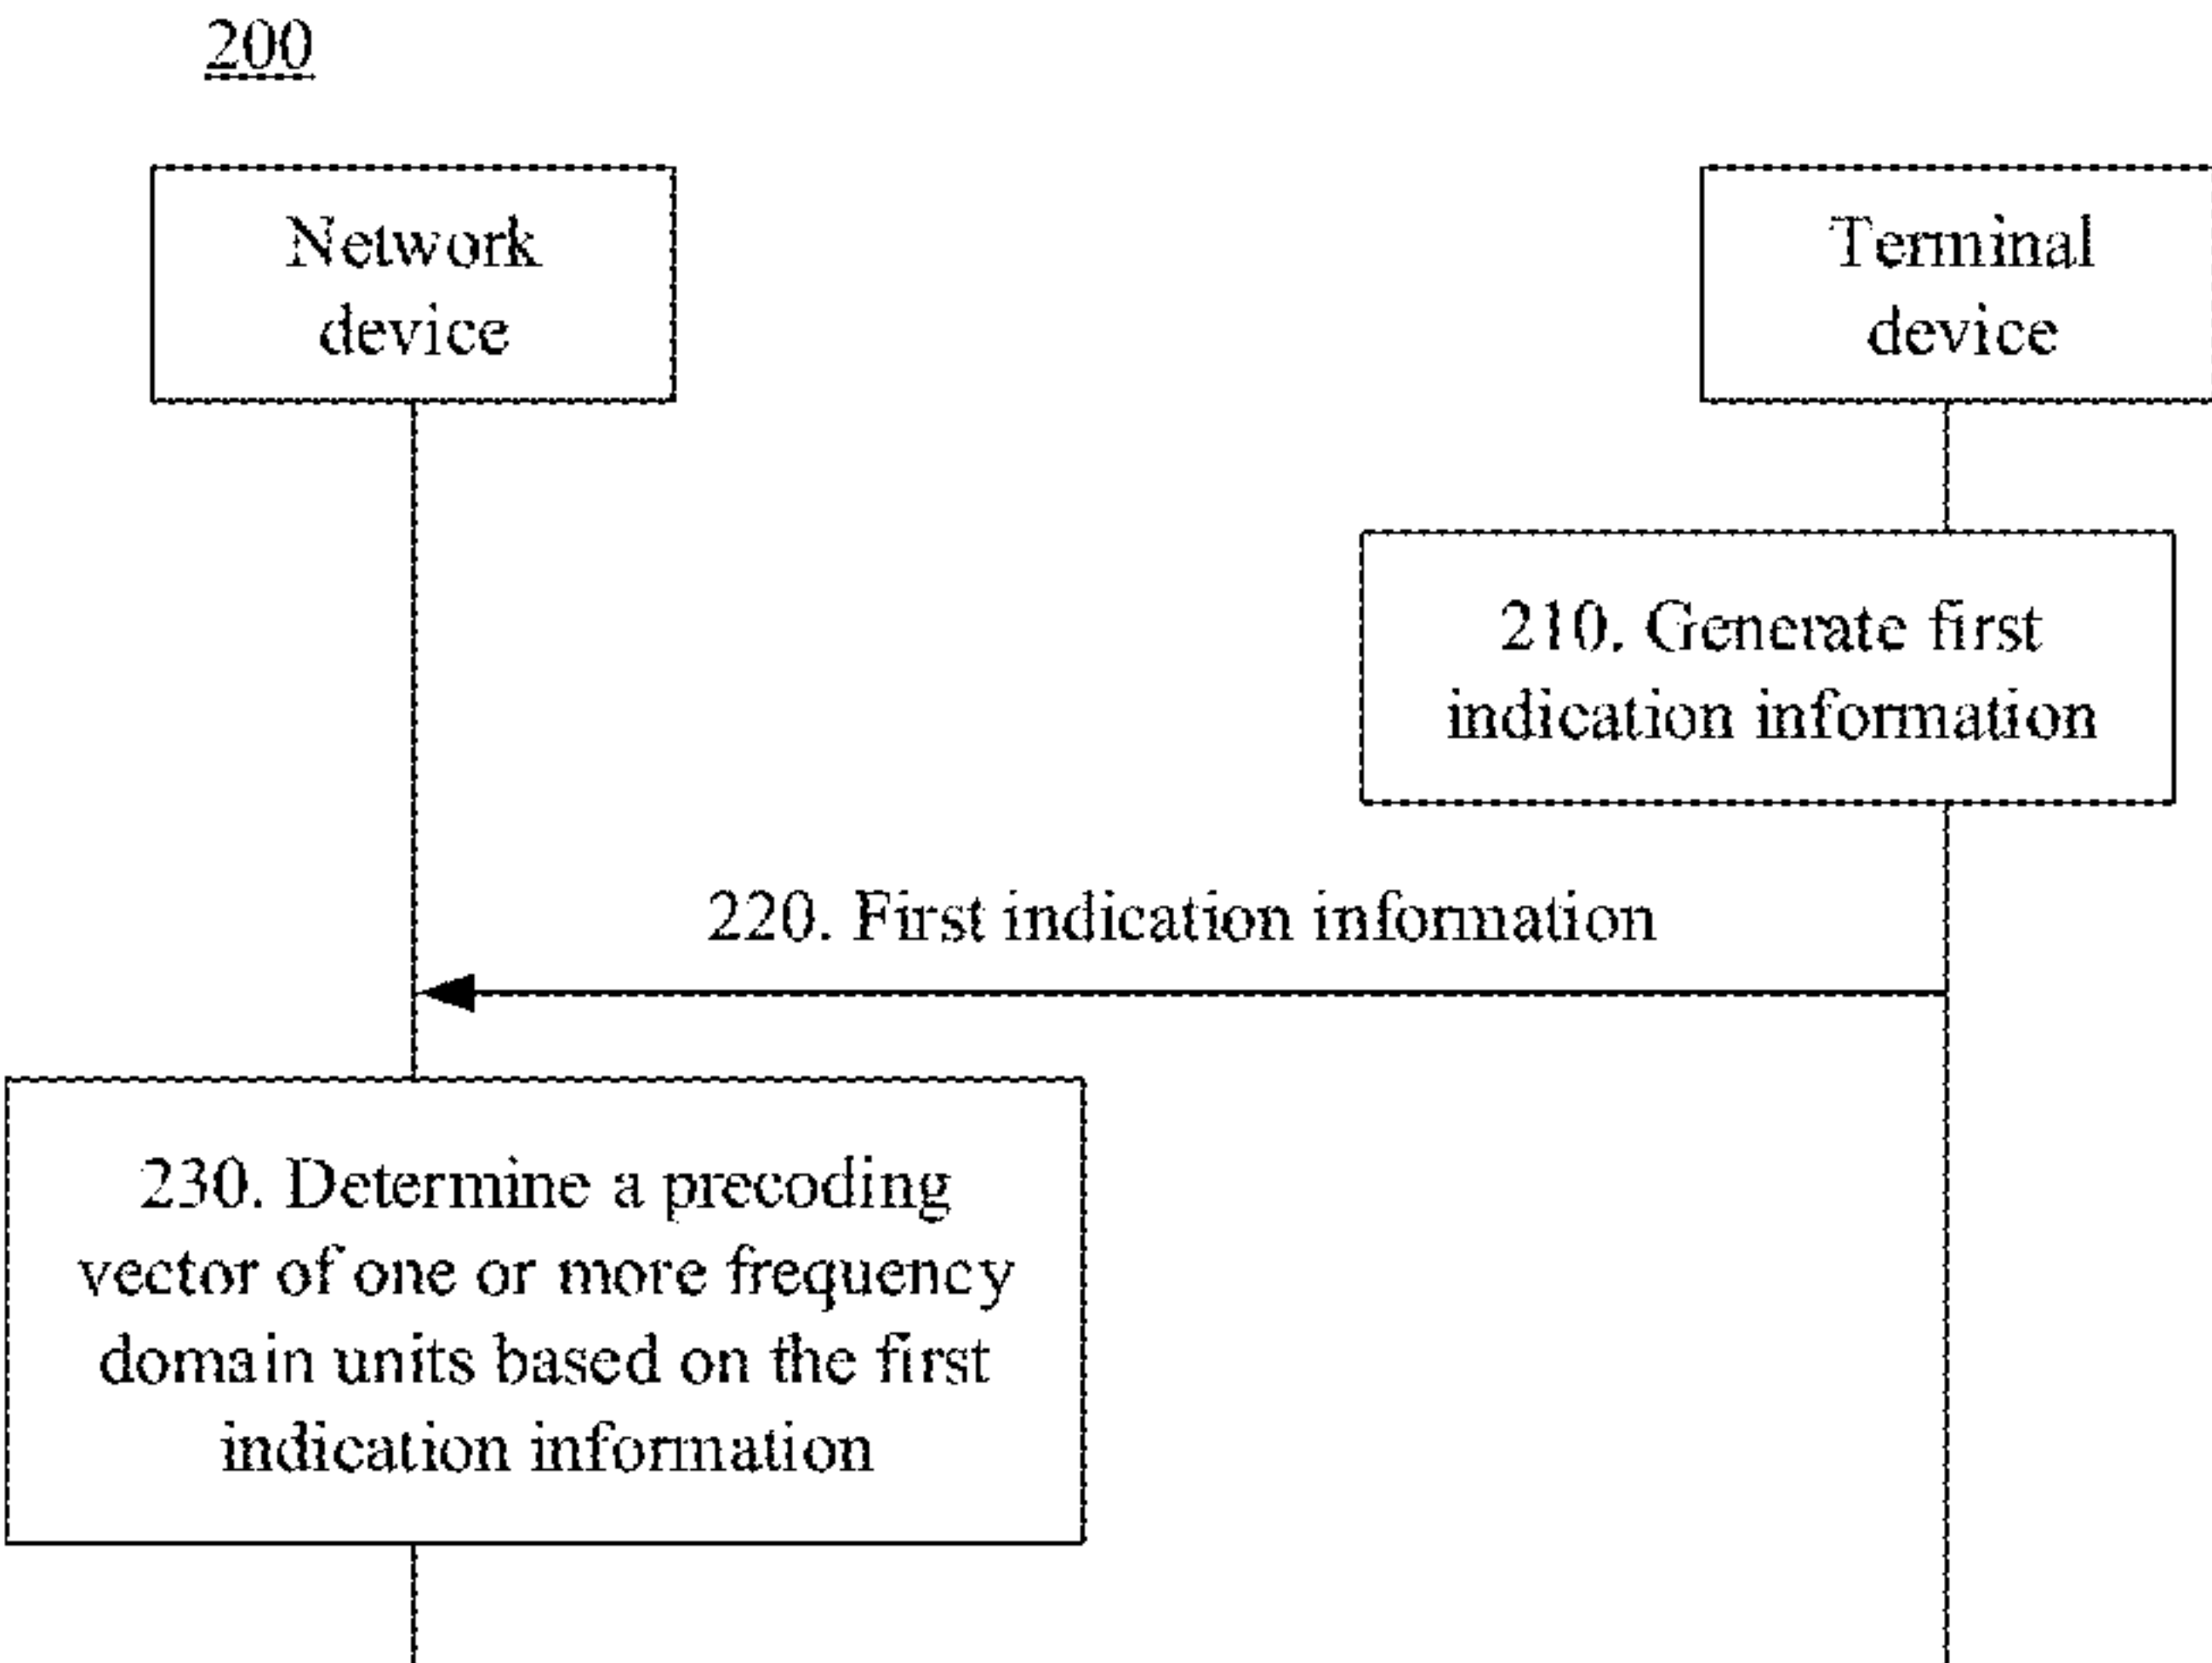 200
Network
device
Terminal
device
210. Generate first
indication information
220. First indication information
230. Determine a precoding
vector of one or more frequency
domain units based on the first
indication information